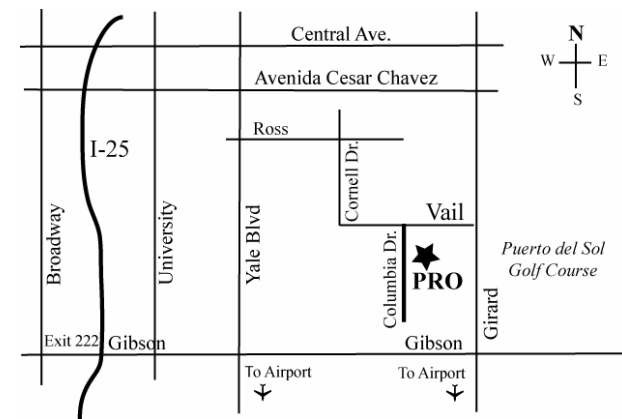 Central Ave.
N
W
E
S
Avenida Cesar Chavez
Ross
I-25
Cornell Dr.
Vail
Broadway
University
Yale Blvd
Columbia Dr.
PRO
Puerto del Sol
Golf Course
Girard
Exit 222
Gibson
Gibson
To Airport
To Airport